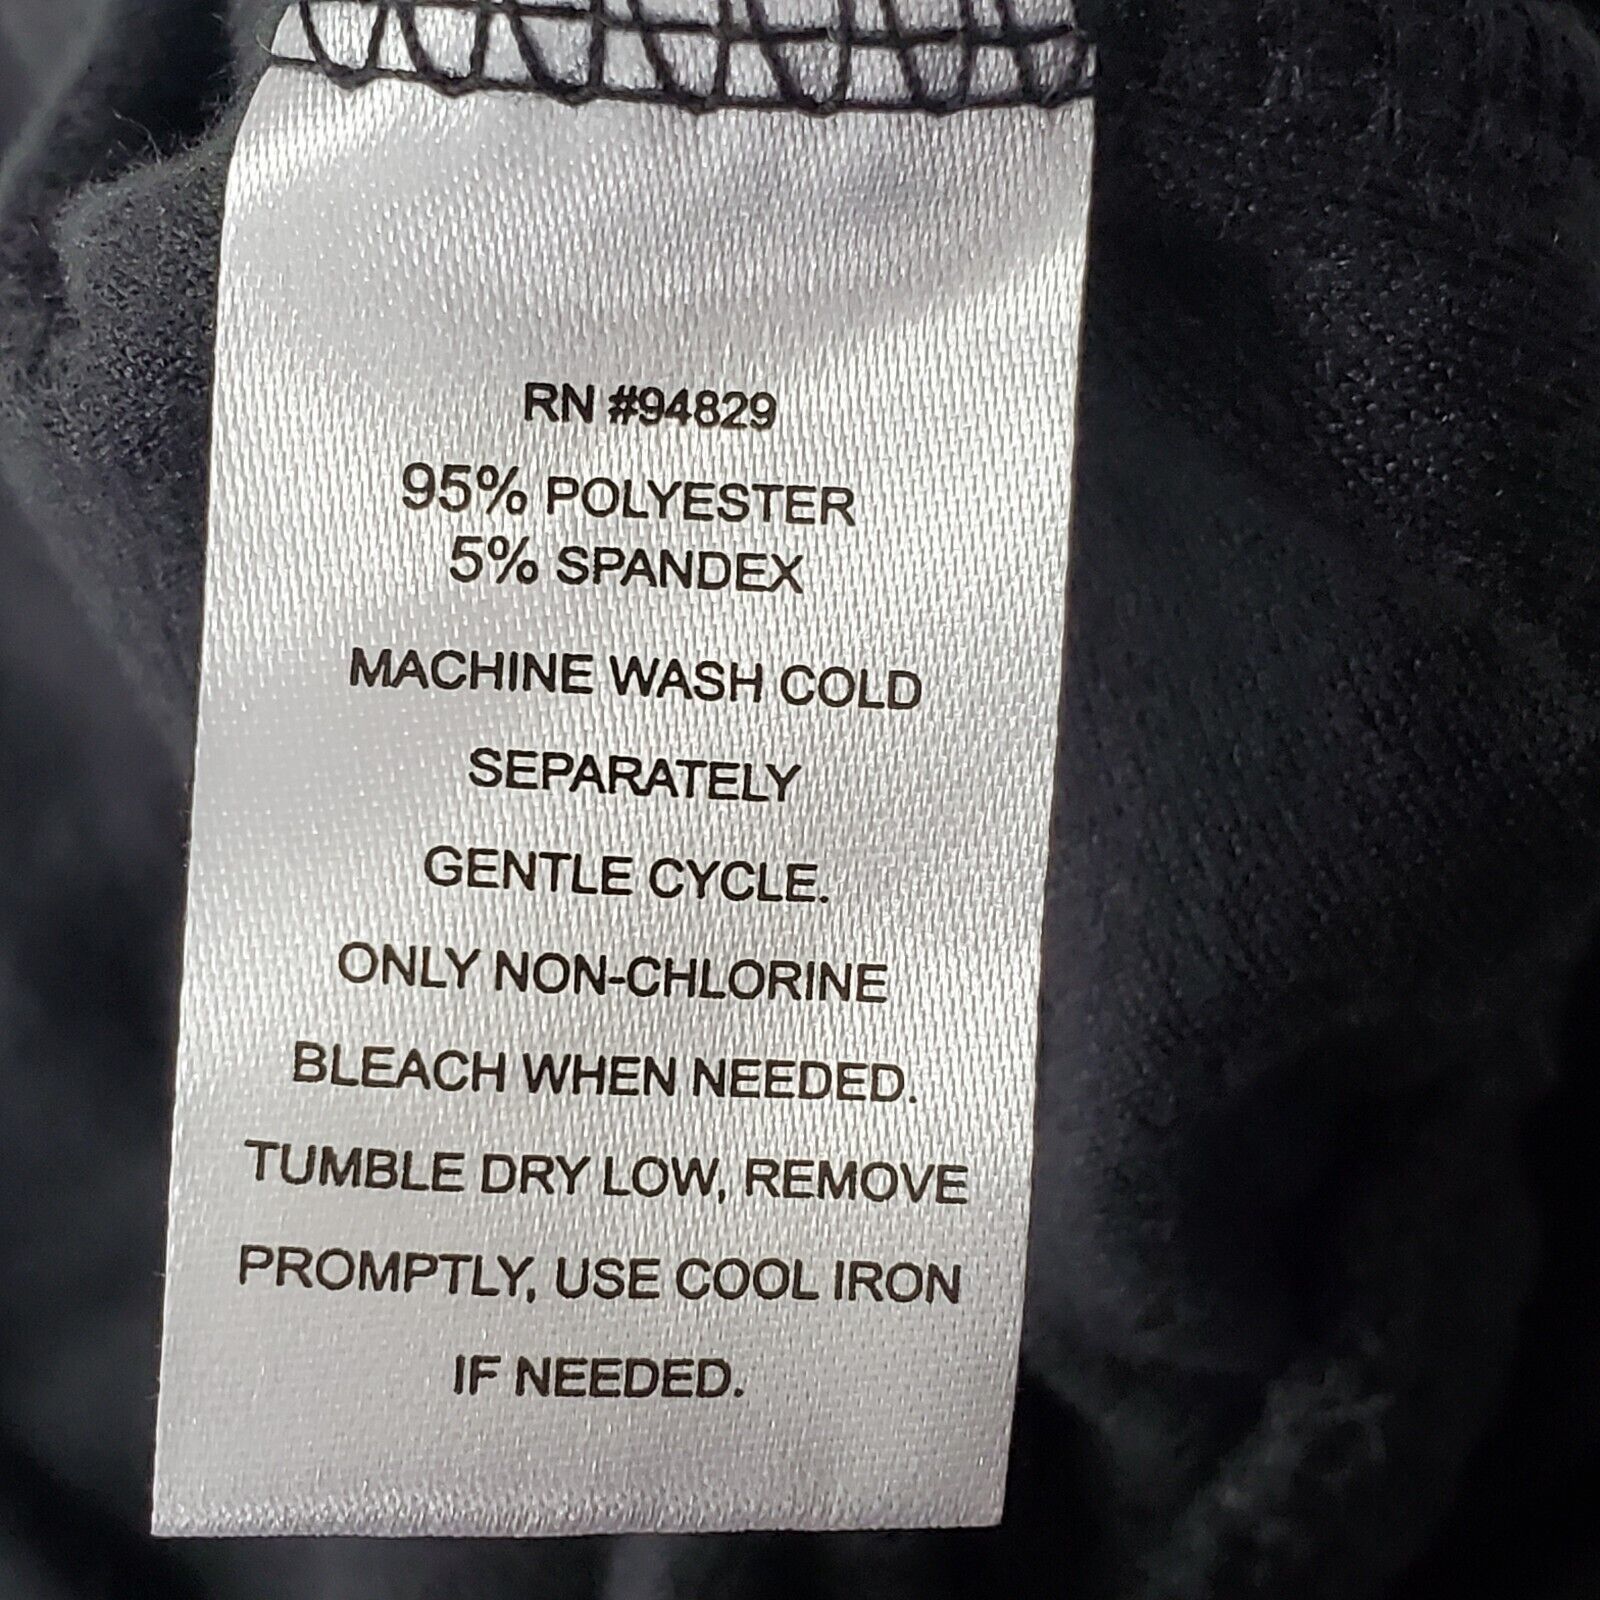 RN #94829
95% POLYESTER
5% SPANDEX
MACHINE WASH COLD
SEPARATELY
GENTLE CYCLE.
ONLY NON-CHLORINE
BLEACH WHEN NEEDED.
TUMBLE DRY LOW, REMOVE
PROMPTLY, USE COOL IRON
IF NEEDED.